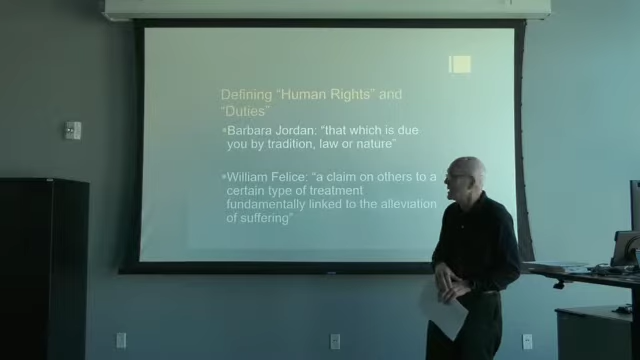 Defining "Human Rights" and
"Duties"
▪Barbara Jordan: "that which is due
you by tradition, law or nature"
▪William Felice: "a claim on others to a
certain type of treatment
fundamentally linked to the alleviation
of suffering"